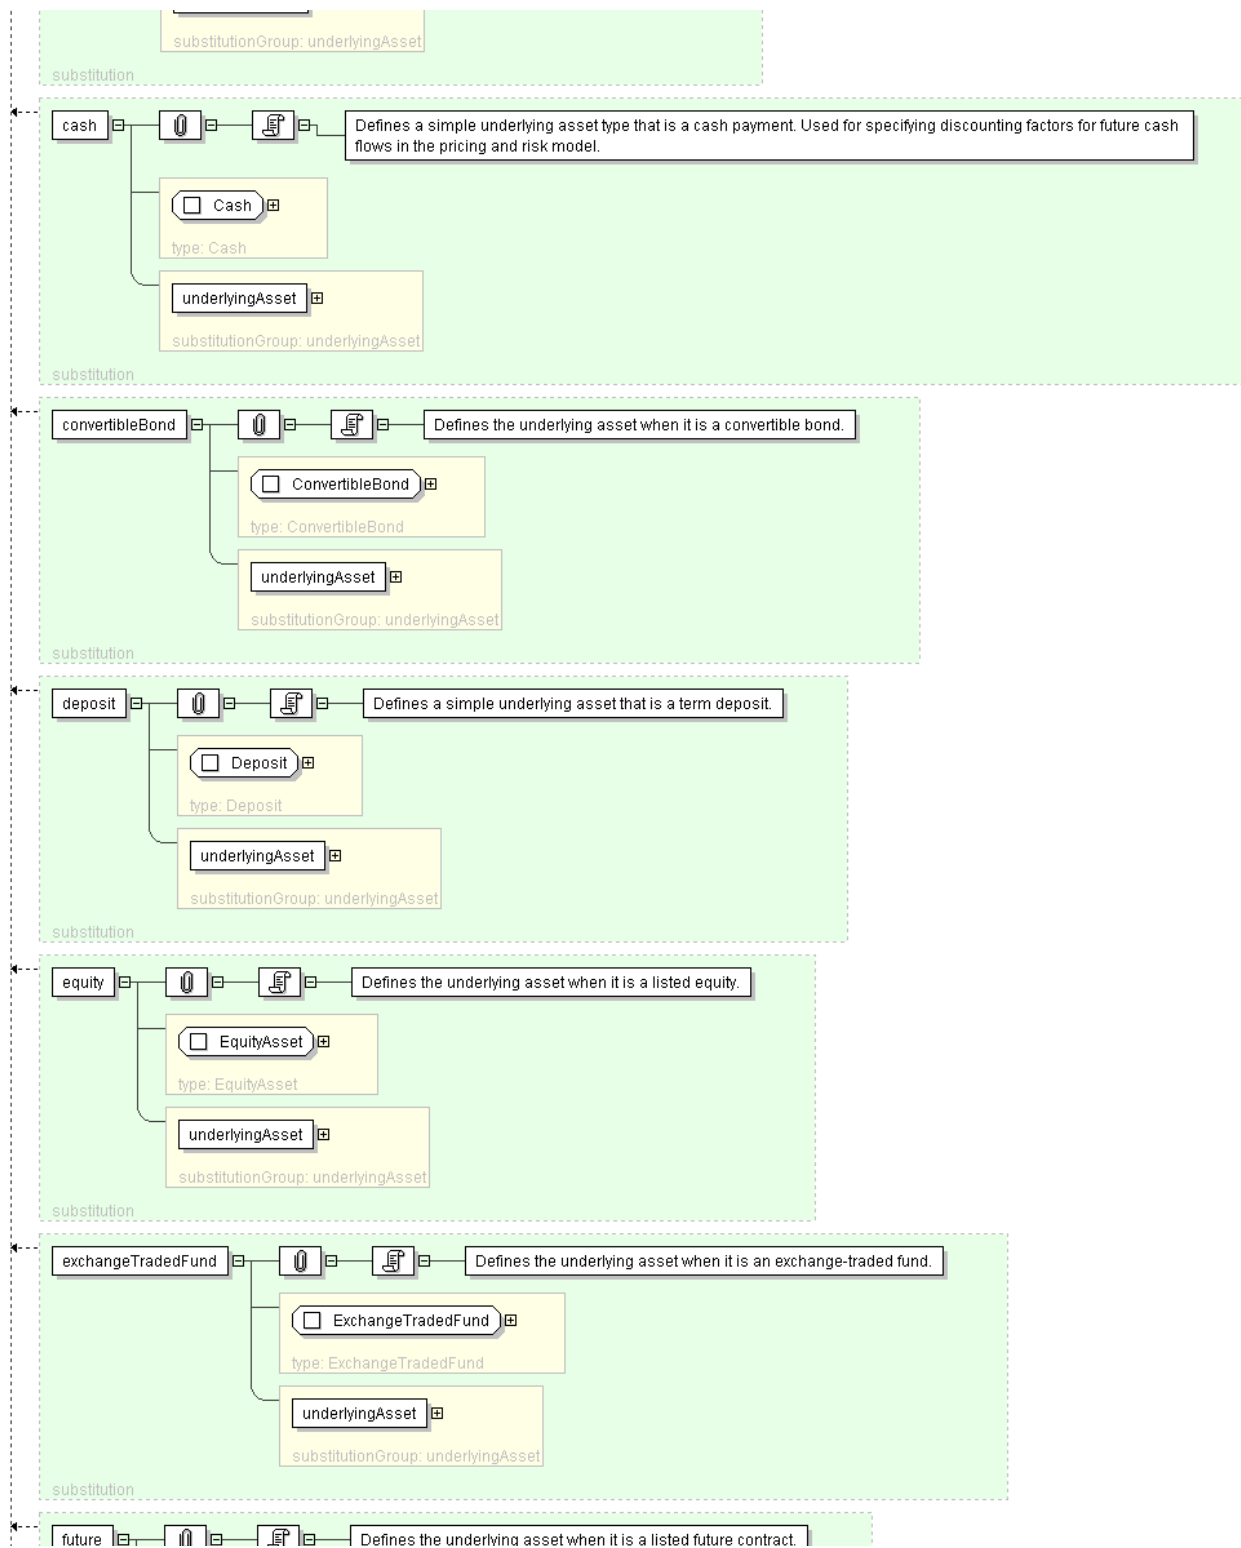 substitutionGroup: underlyingAsset
substitution
cash
Defines a simple underlying asset type that is a cash payment. Used for specifying discounting factors for future cash
flows in the pricing and risk model.
Cash
type: Cash
underlyingAsset
substitutionGroup: underlyingAsset
substitution
convertibleBond
Defines the underlying asset when it is a convertible bond.
ConvertibleBond
type: ConvertibleBond
underlyingAsset
substitutionGroup: underlyingAsset
substitution
deposit
Defines a simple underlying asset that is a term deposit.
Deposit
type: Deposit
underlyingAsset
substitutionGroup: underlyingAsset
substitution
equity
Defines the underlying asset when it is a listed equity.
EquityAsset
type: EquityAsset
underlyingAsset
substitutionGroup: underlyingAsset
substitution
exchangeTradedFund
Defines the underlying asset when it is an exchange-traded fund.
ExchangeTradedFund
type: ExchangeTradedFund
underlyingAsset
substitutionGroup: underlyingAsset
substitution
future
Defines the underlying asset when it is a listed future contract.